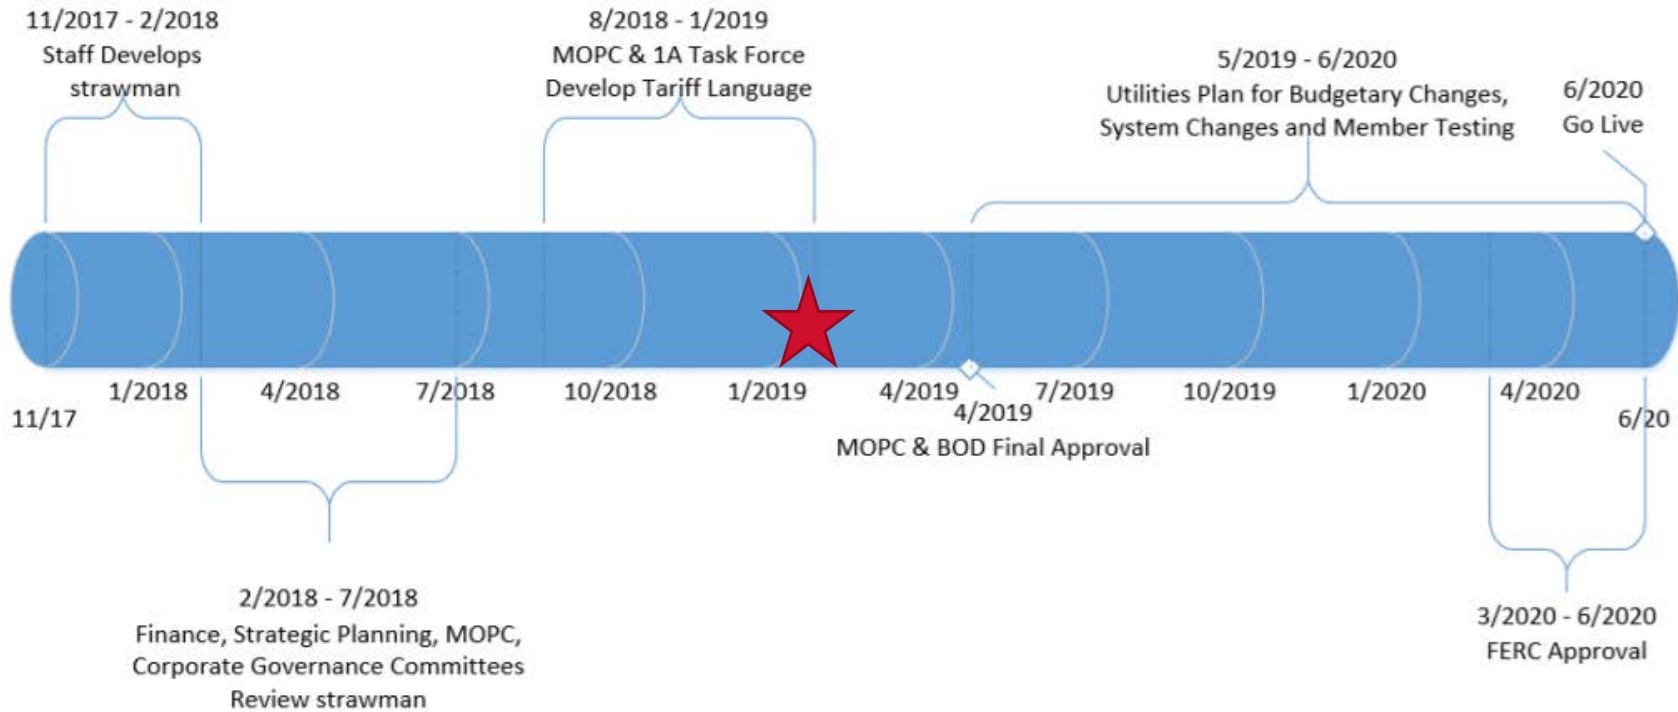 11/2017 - 2/2018
Staff Develops
strawman
8/2018 - 1/2019
MOPC & 1A Task Force
Develop Tariff Language
5/2019 - 6/2020
Utilities Plan for Budgetary Changes,
System Changes and Member Testing
6/2020
Go Live
11/17
1/2018
4/2018
7/2018
10/2018
1/2019
4/2019
7/2019
10/2019
1/2020
4/2020
6/20
4/2019
MOPC & BOD Final Approval
2/2018 - 7/2018
Finance, Strategic Planning, MOPC,
Corporate Governance Committees
Review strawman
3/2020 - 6/2020
FERC Approval